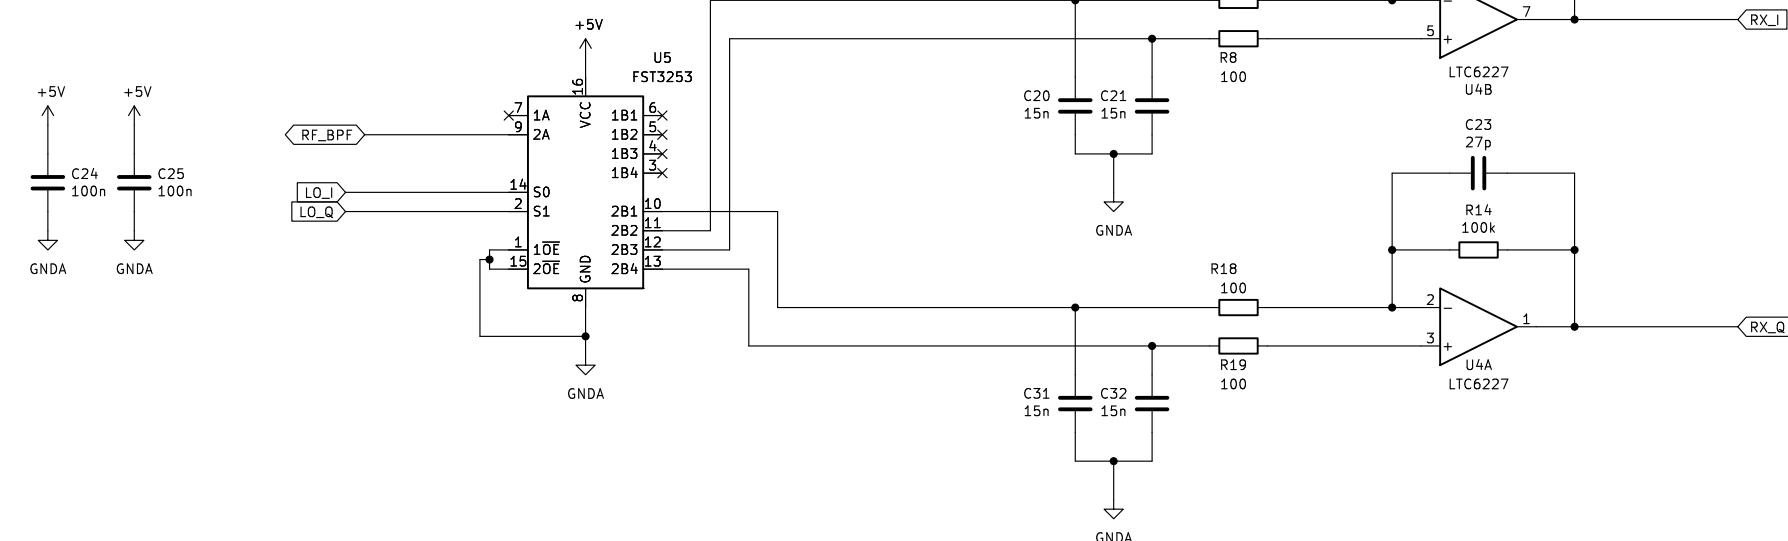 +5V
U5
FST3253
+5V
+5V
C24
100n
C25
100n
GNDA
GNDA
RF_BPF
LO_I
LO_Q
7
9
14
2
1
15
16
8
1A
2A
S0
S1
1OE
2OE
VCC
GND
1B1
1B2
1B3
1B4
2B1
2B2
2B3
2B4
6
5
4
3
10
11
12
13
GNDA
C20
15n
C21
15n
GNDA
R8
100
5
7
−
+
LTC6227
U4B
RX_I
C23
27p
R14
100k
R18
100
R19
100
2
3
1
−
+
U4A
LTC6227
RX_Q
C31
15n
C32
15n
GNDA